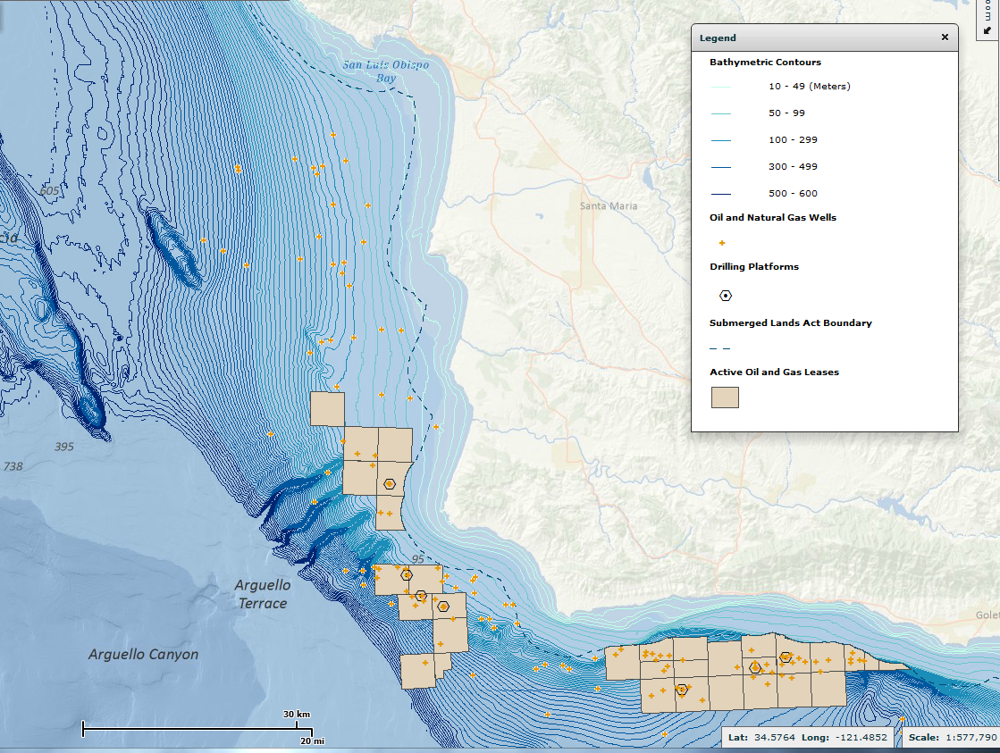 oom
Legend
×
Bathymetric Contours
10 - 49 (Meters)
50 - 99
100 - 299
300 - 499
500 - 600
Oil and Natural Gas Wells
Drilling Platforms
Submerged Lands Act Boundary
Active Oil and Gas Leases
San Luis Obispo
Bay
605
Santa Maria
395
738
95
Arguello
Terrace
Arguello Canyon
Golet
30 km
20 mi
Lat: 34.5764 Long: -121.4852
Scale: 1:577,790